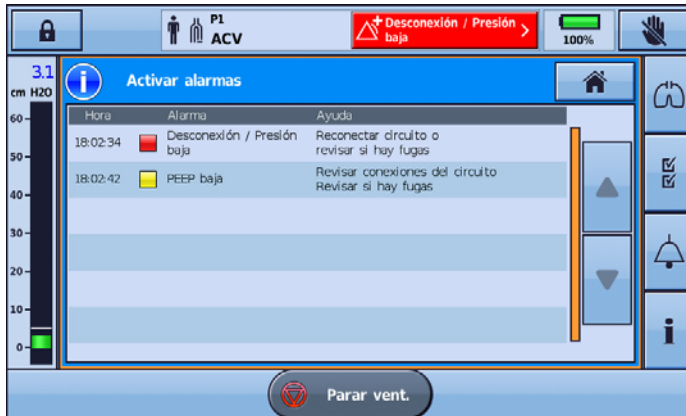 P1
ACV
Desconexión / Presión
baja
100%
3.1
cm H2O
Activar alarmas
Hora Alarma Ayuda
18:02:34 Desconexión / Presión Reconectar circuito o
baja revisar si hay fugas
18:02:42 PEEP baja Revisar conexiones del circuito
Revisar si hay fugas
60
50
40
30
20
10
0
Parar vent.